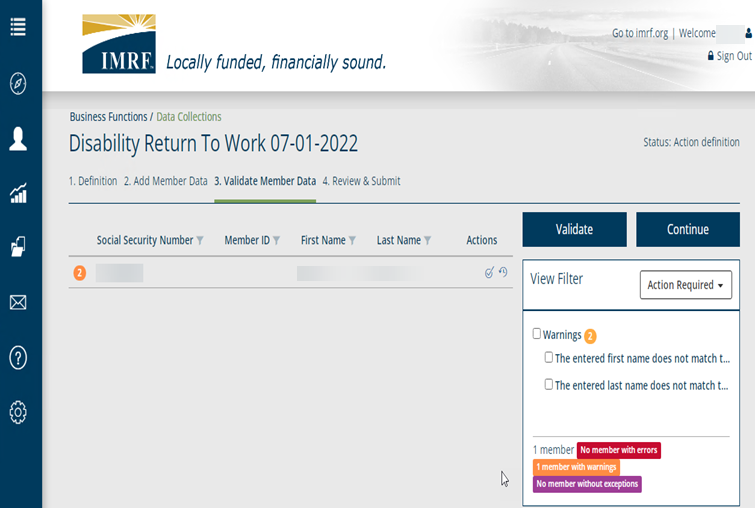 Go to imrf.org | Welcome
IMRF
Locally funded, financially sound.
Sign Out
Business Functions / Data Collections
Disability Return To Work 07-01-2022
Status: Action definition
1. Definition 2. Add Member Data 3. Validate Member Data 4. Review & Submit
Social Security Number Member ID First Name Last Name Actions
2
Validate Continue
View Filter Action Required
Warnings 2
The entered first name does not match t...
The entered last name does not match t...
1 member No member with errors
1 member with warnings
No member without exceptions